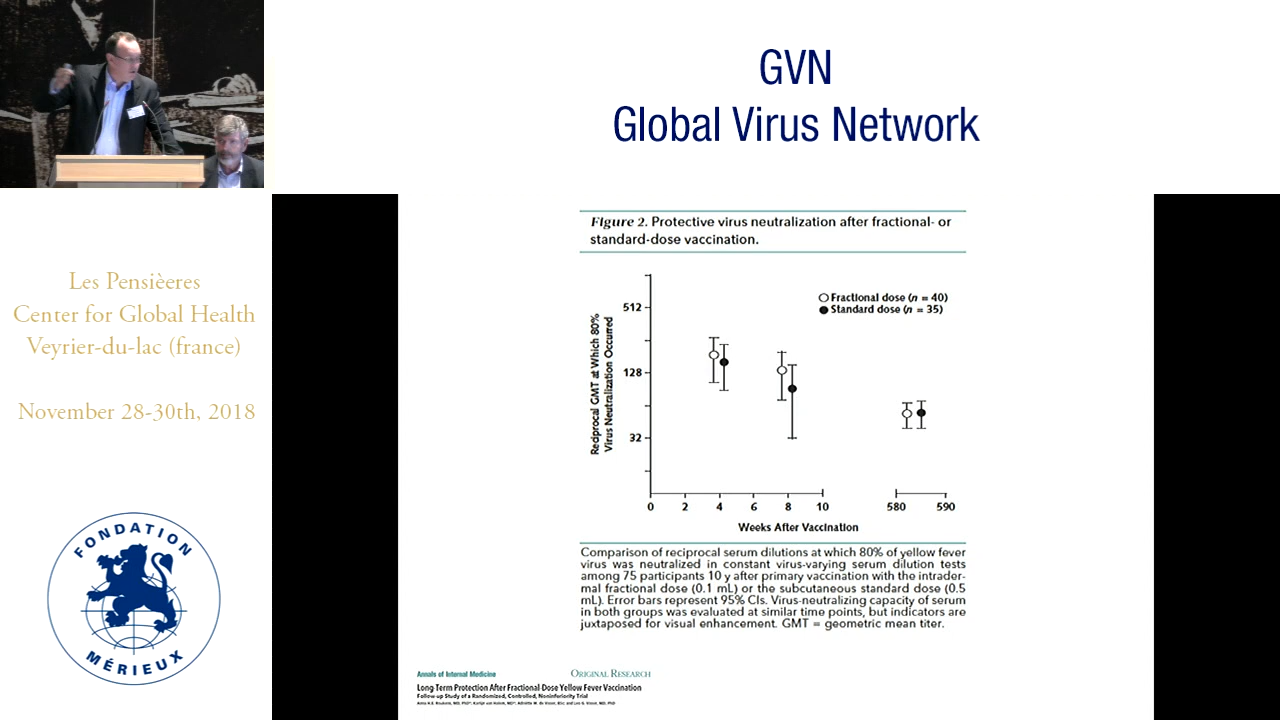 GVN
Global Virus Network
Les Pensièeres
Center for Global Health
Veyrier-du-lac (france)
November 28-30th, 2018
FONDATION
MÉRIEUX
Figure 2. Protective virus neutralization after fractional- or
standard-dose vaccination.
Reciprocal GMT at Which 80%
Virus Neutralization Occurred
512
128
32
Fractional dose (n = 40)
Standard dose (n = 35)
0 2 4 6 8 10 580 590
Weeks After Vaccination
Comparison of reciprocal serum dilutions at which 80% of yellow fever
virus was neutralized in constant virus-varying serum dilution tests
among 75 participants 10 y after primary vaccination with the intrader-
mal fractional dose (0.1 mL) or the subcutaneous standard dose (0.5
mL). Error bars represent 95% CIs. Virus-neutralizing capacity of serum
in both groups was evaluated at similar time points, but indicators are
juxtaposed for visual enhancement. GMT = geometric mean titer.
Annals of Internal Medicine
ORIGINAL RESEARCH
Long-Term Protection After Fractional-Dose Yellow Fever Vaccination
Follow-up Study of a Randomized, Controlled, Noninferiority Trial